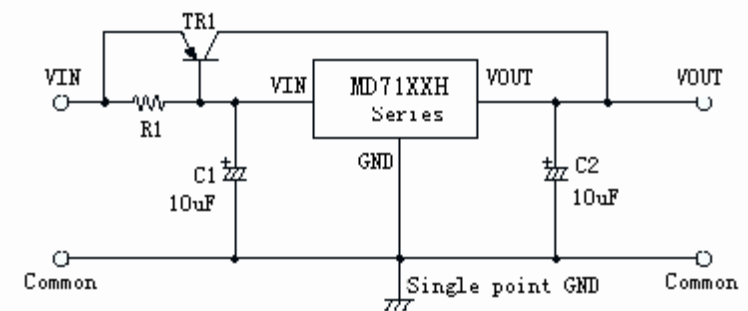 TR1
VIN
VIN
MD71XXH
Series
VOUT
VOUT
R1
GND
C1
10uF
C2
10uF
Common
Single point GND
Common